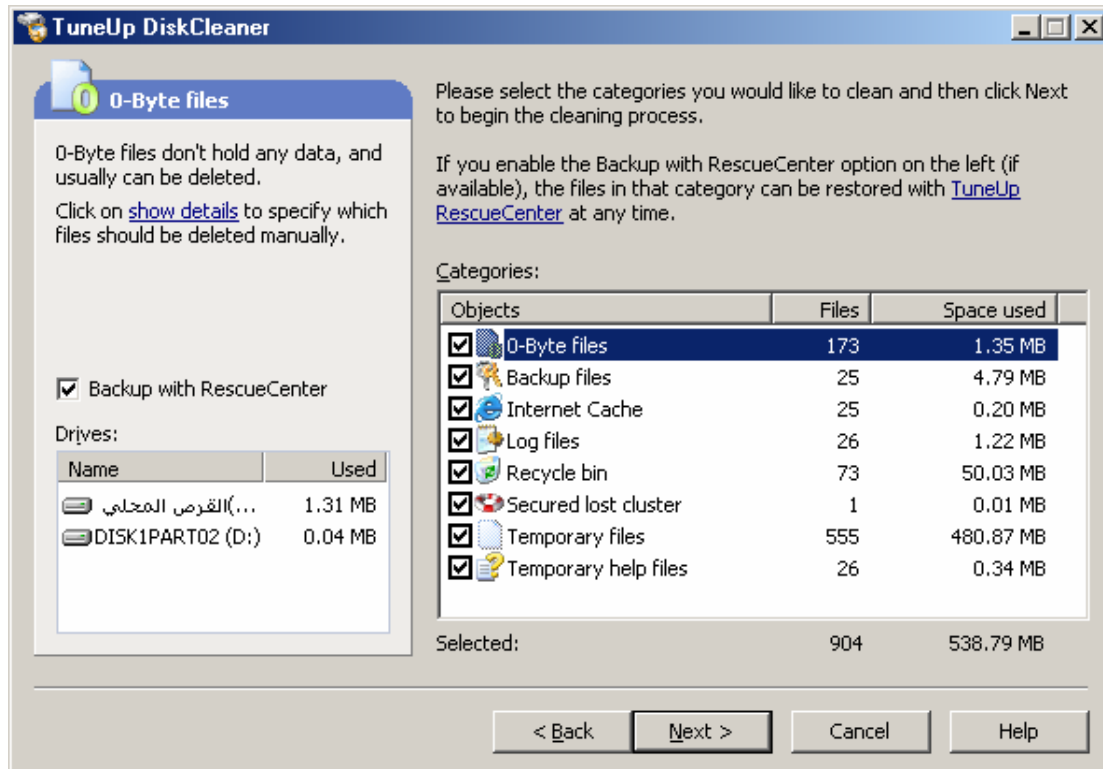 TuneUp DiskCleaner
0-Byte files
0-Byte files don't hold any data, and
usually can be deleted.
Click on show details to specify which
files should be deleted manually.
Backup with RescueCenter
Drives:
Name Used
القرص المحلي (... 1.31 MB
DISK1PART02 (D:) 0.04 MB
Please select the categories you would like to clean and then click Next
to begin the cleaning process.
If you enable the Backup with RescueCenter option on the left (if
available), the files in that category can be restored with TuneUp
RescueCenter at any time.
Categories:
Objects Files Space used
0-Byte files 173 1.35 MB
Backup files 25 4.79 MB
Internet Cache 25 0.20 MB
Log files 26 1.22 MB
Recycle bin 73 50.03 MB
Secured lost cluster 1 0.01 MB
Temporary files 555 480.87 MB
Temporary help files 26 0.34 MB
Selected: 904 538.79 MB
< Back Next > Cancel Help